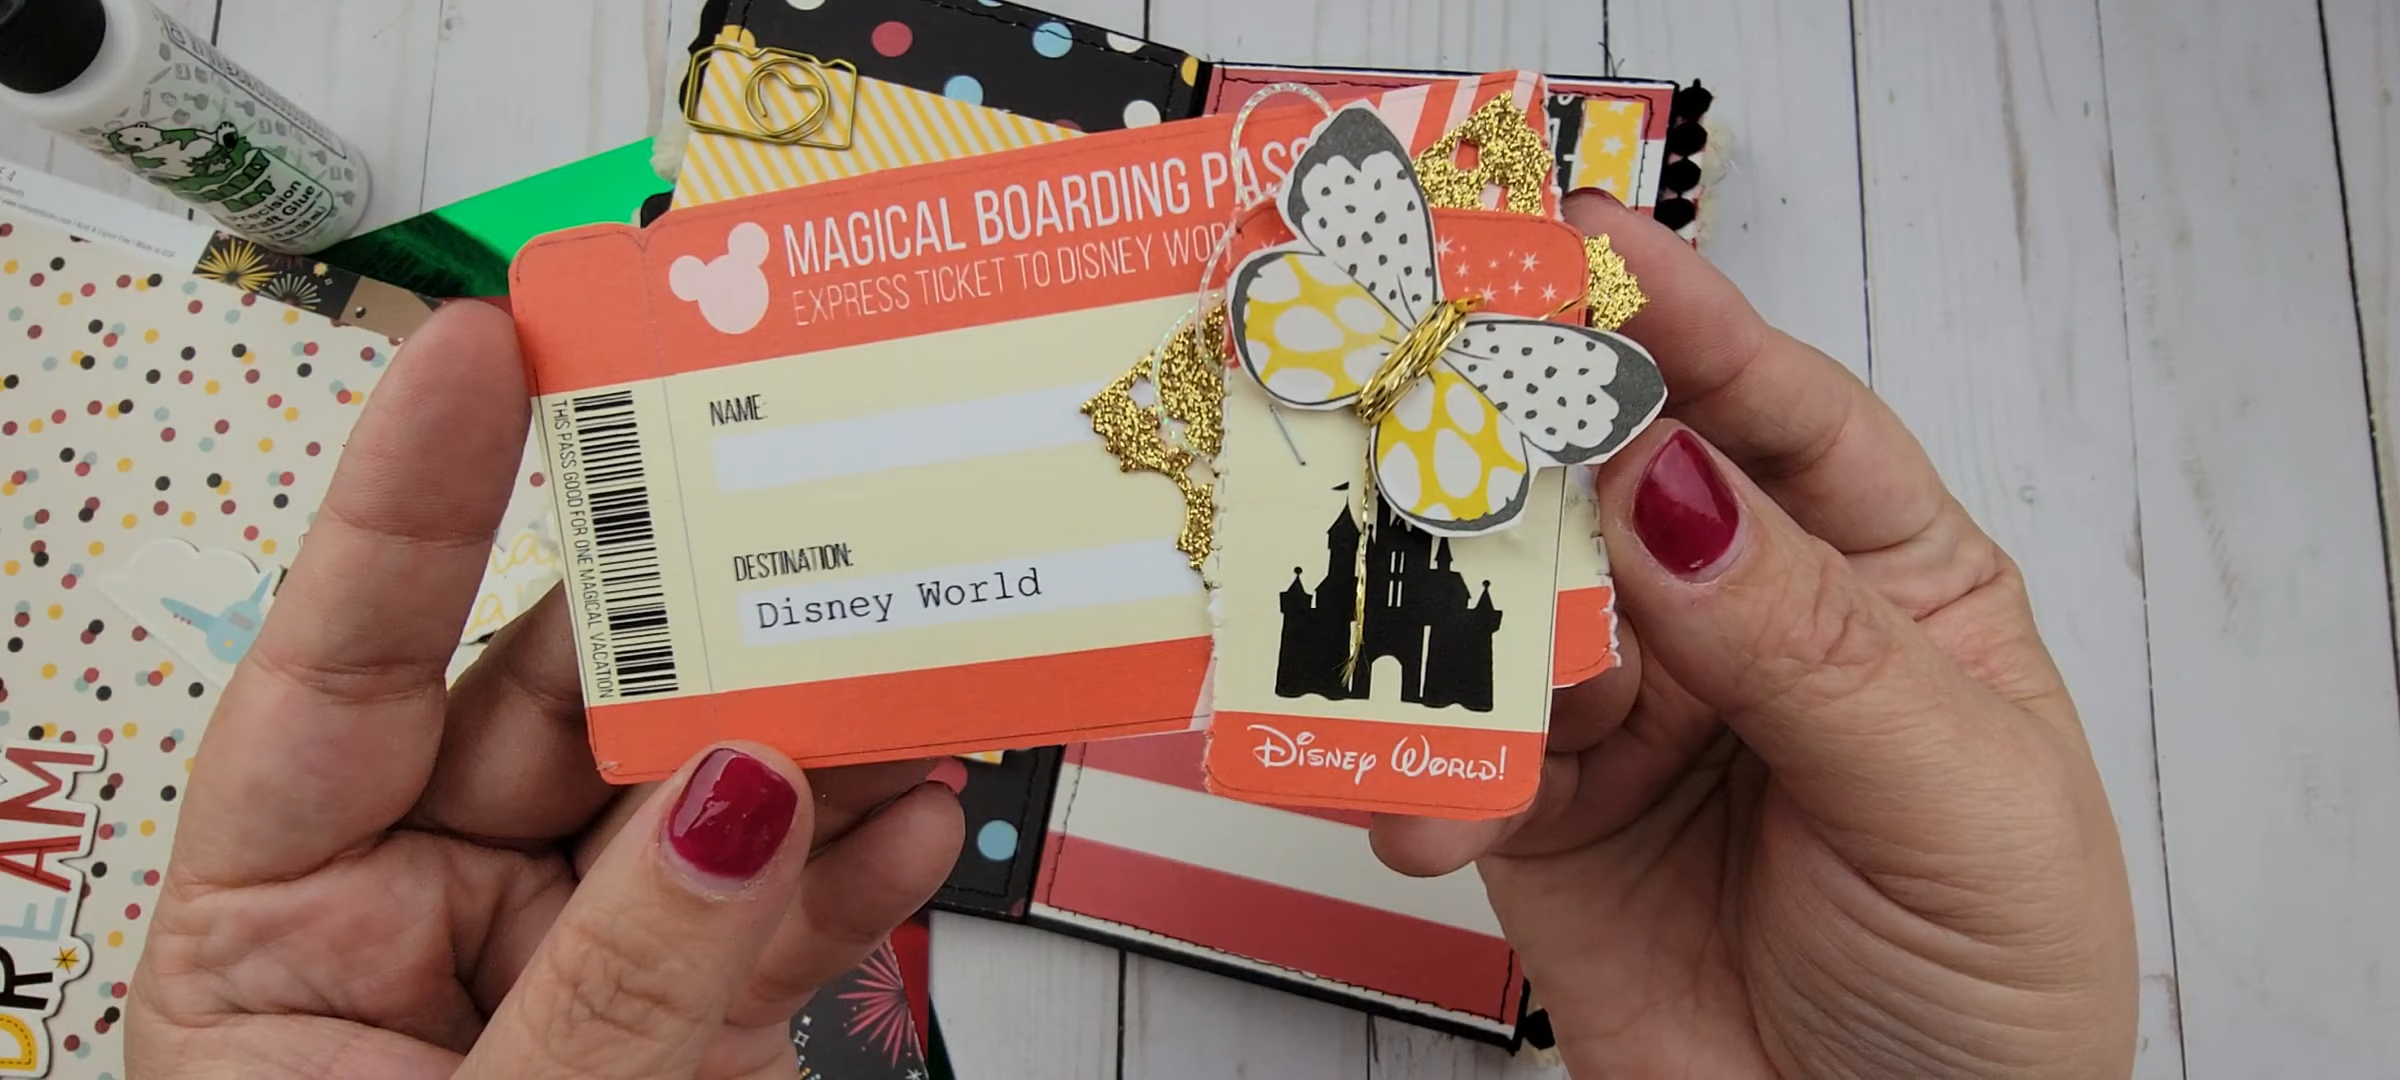 MAGICAL BOARDING PASS
EXPRESS TICKET TO DISNEY WOR
NAME:
DESTINATION:
Disney World
THIS PASS GOOD FOR ONE MAGICAL VACATION
DISNEY WORLD!
Precision
Craft Glue
DREAM